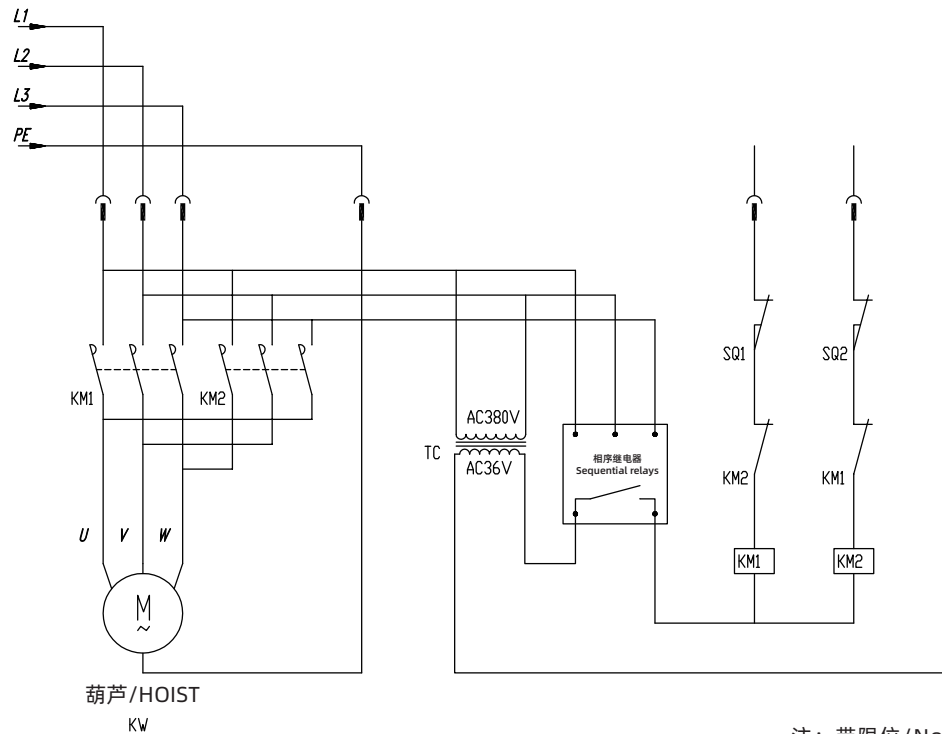 L1
L2
L3
PE
SQ1
SQ2
KM1
KM2
AC380V
TC
AC36V
相序继电器
Sequential relays
KM2
KM1
U V W
KM1
KM2
M
~
葫芦/HOIST
KW
注：带限位/No